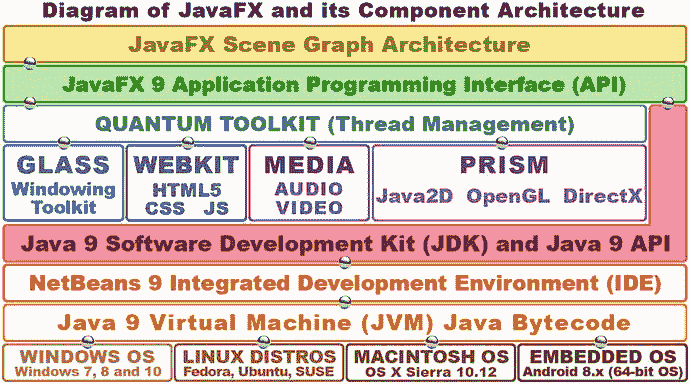 Diagram of JavaFX and its Component Architecture
JavaFX Scene Graph Architecture
JavaFX 9 Application Programming Interface (API)
QUANTUM TOOLKIT (Thread Management)
GLASS
Windowing
Toolkit
WEBKIT
HTML5
CSS JS
MEDIA
AUDIO
VIDEO
PRISM
Java2D OpenGL DirectX
Java 9 Software Development Kit (JDK) and Java 9 API
NetBeans 9 Integrated Development Environment (IDE)
Java 9 Virtual Machine (JVM) Java Bytecode
WINDOWS OS
Windows 7, 8 and 10
LINUX DISTROS
Fedora, Ubuntu, SUSE
MACINTOSH OS
OS X Sierra 10.12
EMBEDDED OS
Android 8.x (64-bit OS)